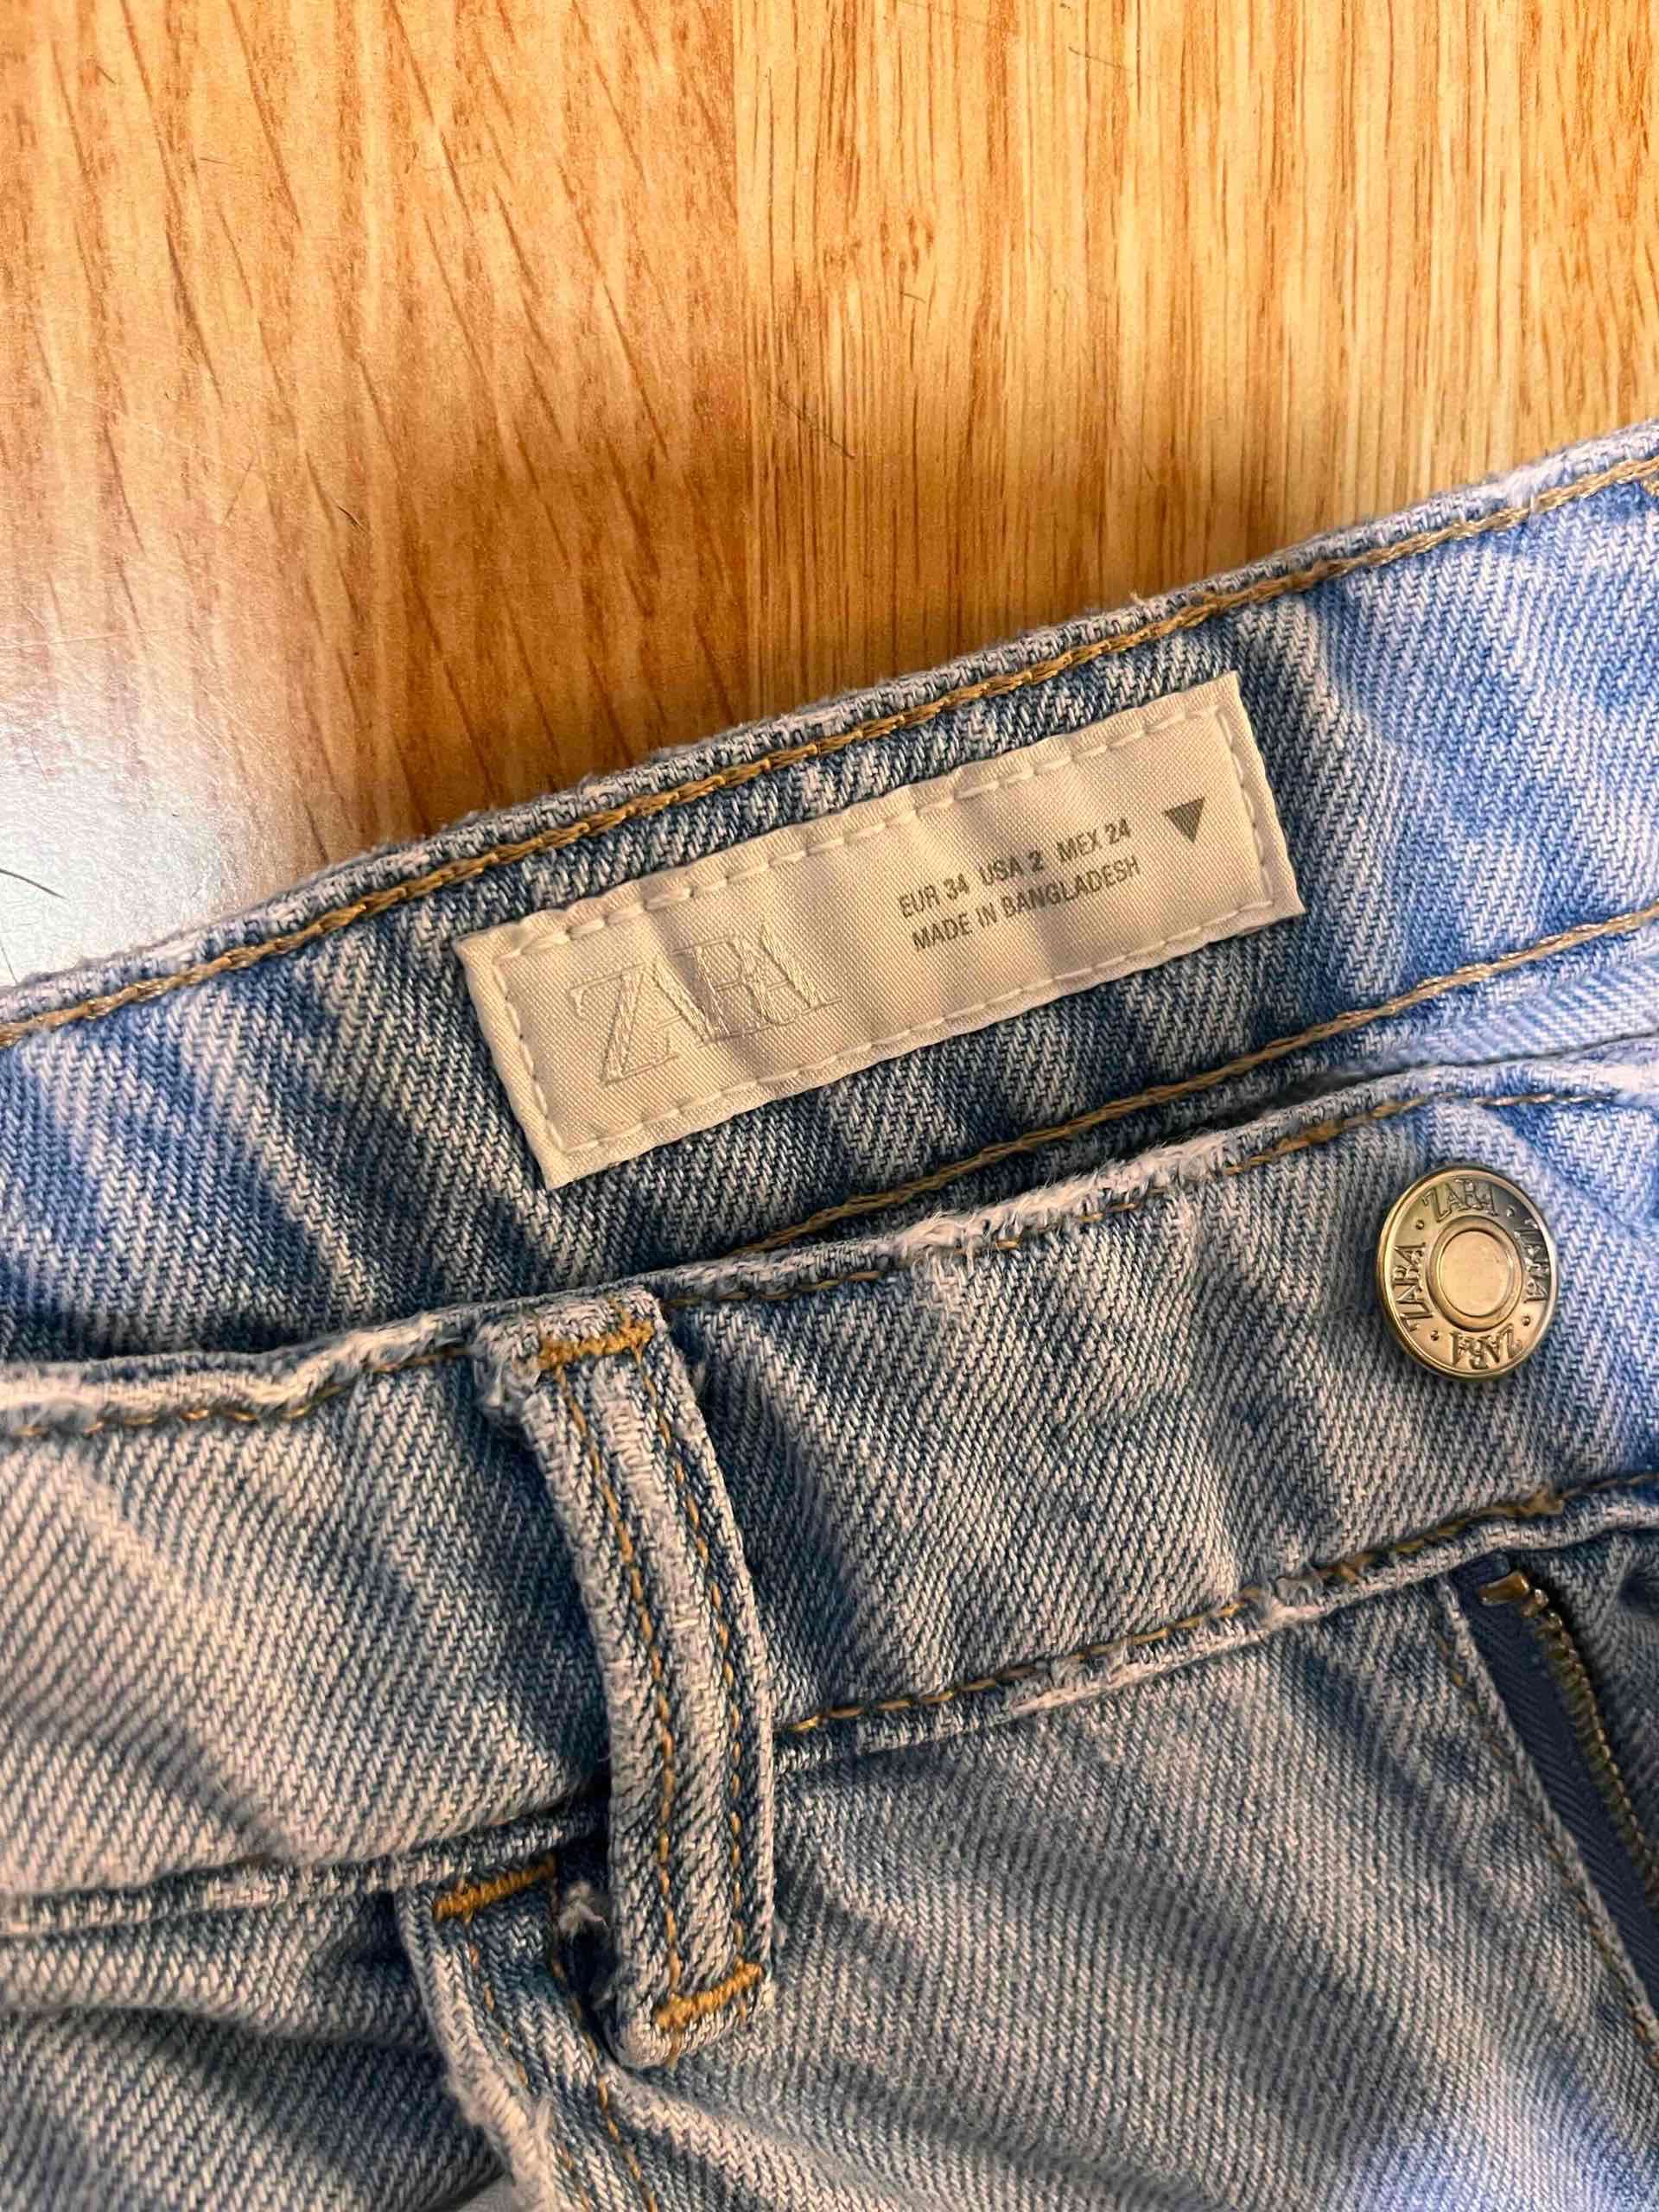 ZARA
EUR 34 USA 2 MEX 24
MADE IN BANGLADESH
ZARA · ZARA · ZARA · ZARA ·